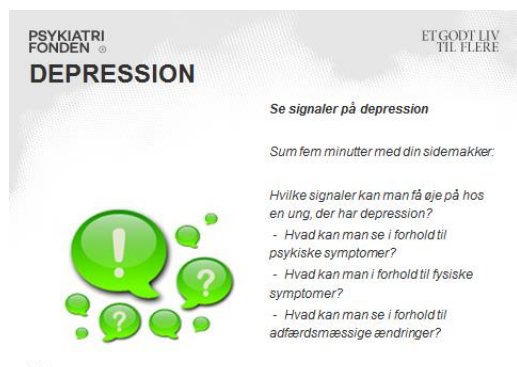 PSYKIATRI
FONDEN
ET GODT LIV
TIL FLERE
DEPRESSION
Se signaler på depression
Sum fem minutter med din sidemakker:
Hvilke signaler kan man få øje på hos
en ung, der har depression?
- Hvad kan man se i forhold til
psykiske symptomer?
- Hvad kan man i forhold til fysiske
symptomer?
- Hvad kan man se i forhold til
adfærdsmæssige ændringer?
!
?
?
?